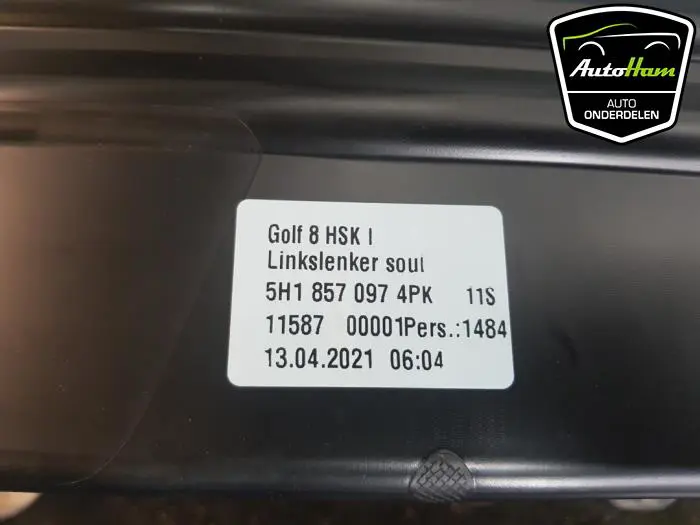 AutoHam
AUTO
ONDERDELEN
Golf 8 HSK I
Linkslenker soul
5H1 857 097 4PK 11S
11587 00001Pers.:1484
13.04.2021 06:04